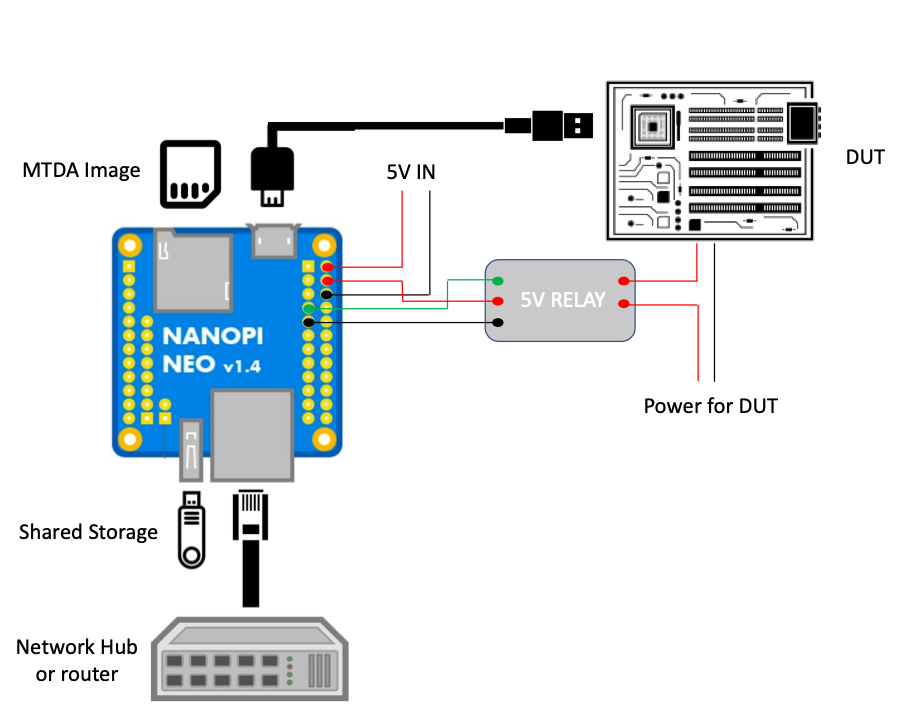 MTDA Image
5V IN
DUT
5V RELAY
NANOPI
NEO v1.4
Power for DUT
Shared Storage
Network Hub
or router